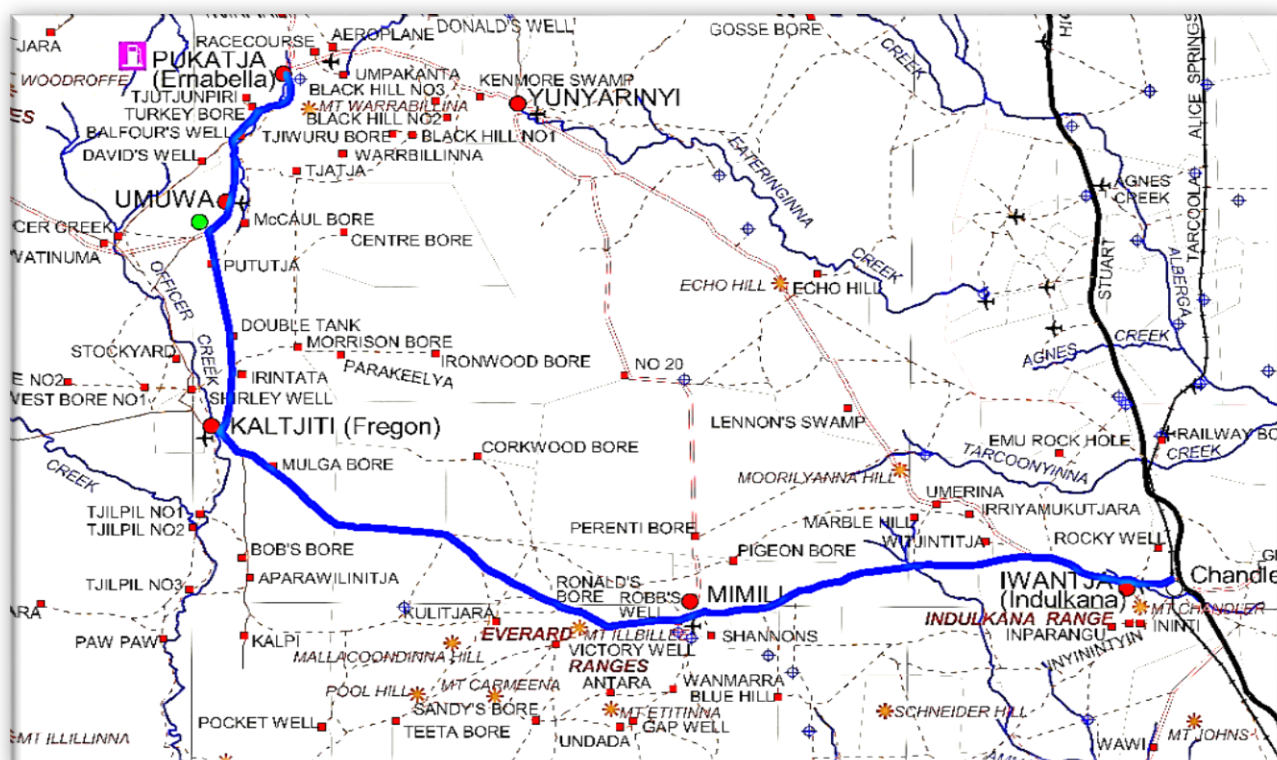 DONALD'S WELL
GOSSE BORE
JARA
RACECOURSE
AEROPLANE
PUKATJA
(Ernabella)
WOODROFFE
UMPAKANTA
KENMORE SWAMP
BLACK HILL NO3
YUNYARINYI
TJUTJUNPIRI
MT WARRABILLINA
TURKEY BORE
BLACK HILL NO2
BALFOUR'S WELL
TJIWURU BORE
BLACK HILL NO1
DAVID'S WELL
WARRBILLINNA
TJATJA
CREEK
ALICE SPRINGS
EATERINGINNA
CREEK
AGNES
CREEK
UMUWA
McCAUL BORE
CER CREEK
CENTRE BORE
WATINUMA
PUTUTJA
OFFICER
CREEK
ECHO HILL
ECHO HILL
STUART
TARCOOLA
ALBERGA
DOUBLE TANK
MORRISON BORE
STOCKYARD
PARAKEELYA
IRONWOOD BORE
AGNES
CREEK
E NO2
IRINTATA
NO 20
WEST BORE NO1
SHIRLEY WELL
KALTJITI (Fregon)
LENNON'S SWAMP
CORKWOOD BORE
EMU ROCK HOLE
RAILWAY BO
CREEK
MULGA BORE
CREEK
MOORILYANNA HILL
TARCOONYINNA
UMERINA
TJILPIL NO1
IRRIYAMUKUTJARA
TJILPIL NO2
PERENTI BORE
MARBLE HILL
WITJINTITJA
BOB'S BORE
PIGEON BORE
ROCKY WELL
APARAWILINITJA
TJILPIL NO3
RONALD'S
BORE
ROBB'S
WELL
MIMILI
IWANTJA
(Indulkana)
Chandle
ARA
KULITJARA
MT CHANDLER
PAW PAW
KALPI
EVERARD
MT ILLBILLEE
SHANNONS
INDULKANA RANGE
INPARANGU
ININTI
MALLACOONDINNA HILL
VICTORY WELL
RANGES
INYININTYIN
POOL HILL
MT CARMEENA
ANTARA
WANMARRA
BLUE HILL
SANDY'S BORE
POCKET WELL
TEETA BORE
MT ETITINNA
GAP WELL
SCHNEIDER HILL
UNDADA
MT ILLILLINNA
WAWI
MT JOHNS